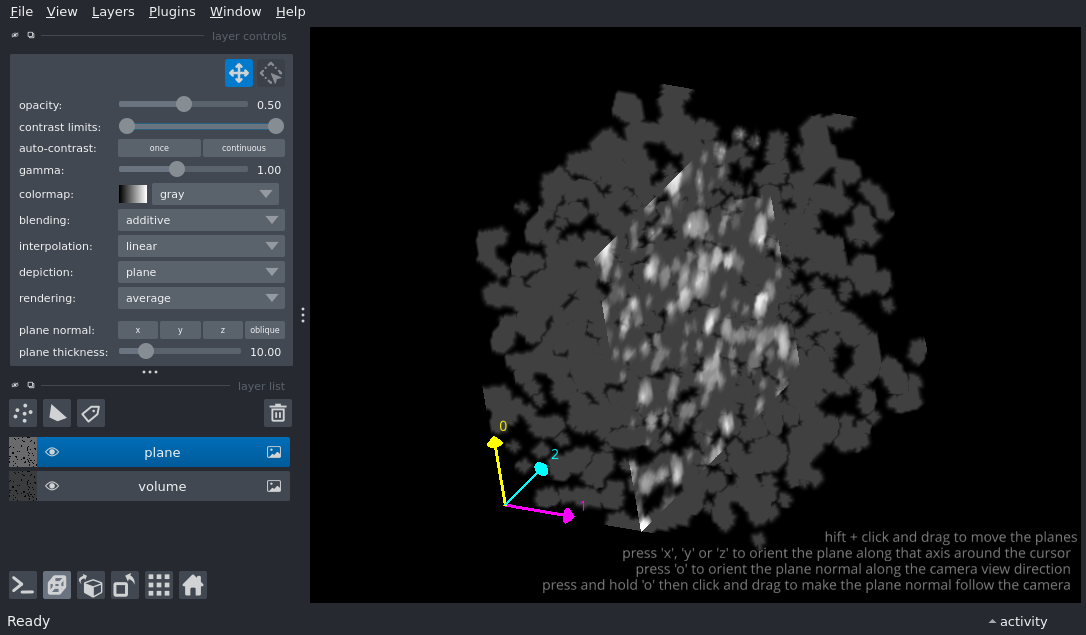 File View Layers Plugins Window Help
layer controls
opacity: 0.50
contrast limits:
auto-contrast: once continuous
gamma: 1.00
colormap: gray
blending: additive
interpolation: linear
depiction: plane
rendering: average
plane normal: x y z oblique
plane thickness: 10.00
layer list
plane
volume
0
2
1
hift + click and drag to move the planes
press 'x', 'y' or 'z' to orient the plane along that axis around the cursor
press 'o' to orient the plane normal along the camera view direction
press and hold 'o' then click and drag to make the plane normal follow the camera
Ready
activity